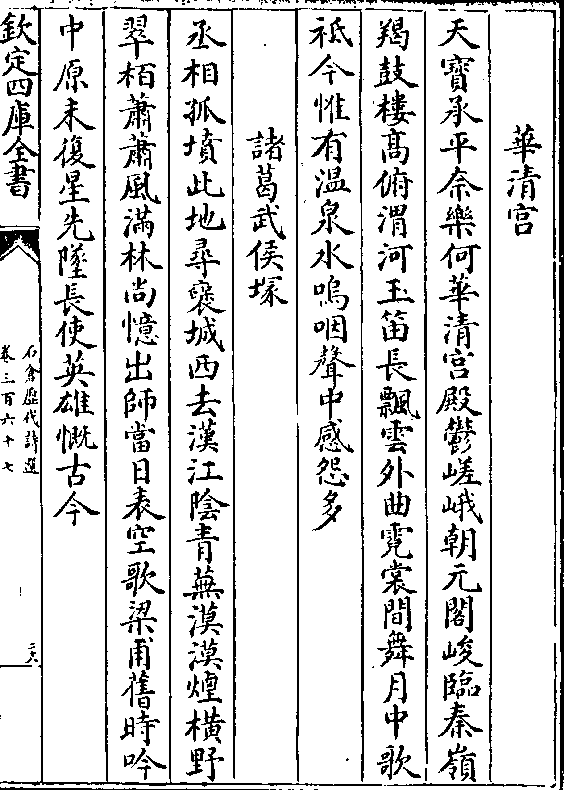 華清宮
天寳承平奈樂何華清宮殿鬱嵯峨朝元閣峻臨秦嶺
羯鼓樓髙俯渭河玉笛長飄雲外曲霓裳間舞月中歌
祗今惟有溫泉水嗚咽聲中感怨多
諸葛武侯塚
丞相孤墳此地尋襃城西去漢江陰青蕪漠漠煙橫野
翠栢蕭蕭風滿林尚憶出師當日表空歌梁甫舊時吟
中原未復星先墜長使英雄慨古今
欽定四庫全書
石倉歷代詩選
卷三百六十七
三六